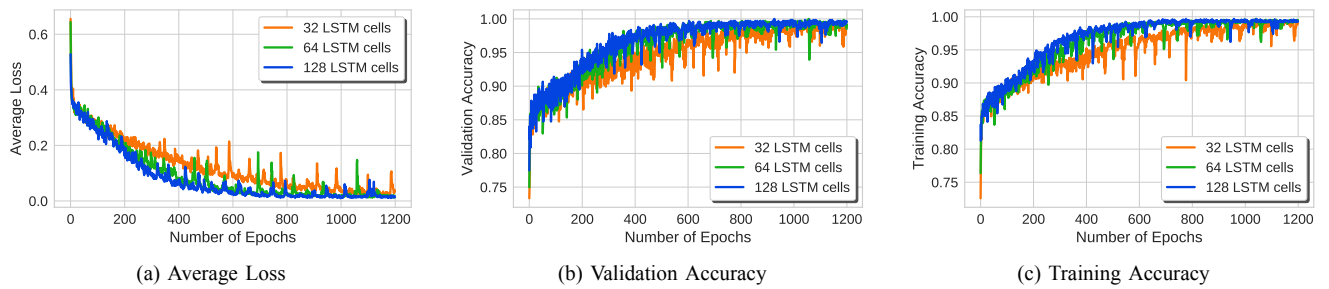 0.6
0.4
0.2
0.0
Average Loss
32 LSTM cells
64 LSTM cells
128 LSTM cells
0 200 400 600 800 1000 1200
Number of Epochs
(a) Average Loss
1.00
0.95
0.90
0.85
0.80
0.75
Validation Accuracy
32 LSTM cells
64 LSTM cells
128 LSTM cells
0 200 400 600 800 1000 1200
Number of Epochs
(b) Validation Accuracy
1.00
0.95
0.90
0.85
0.80
0.75
Training Accuracy
32 LSTM cells
64 LSTM cells
128 LSTM cells
0 200 400 600 800 1000 1200
Number of Epochs
(c) Training Accuracy